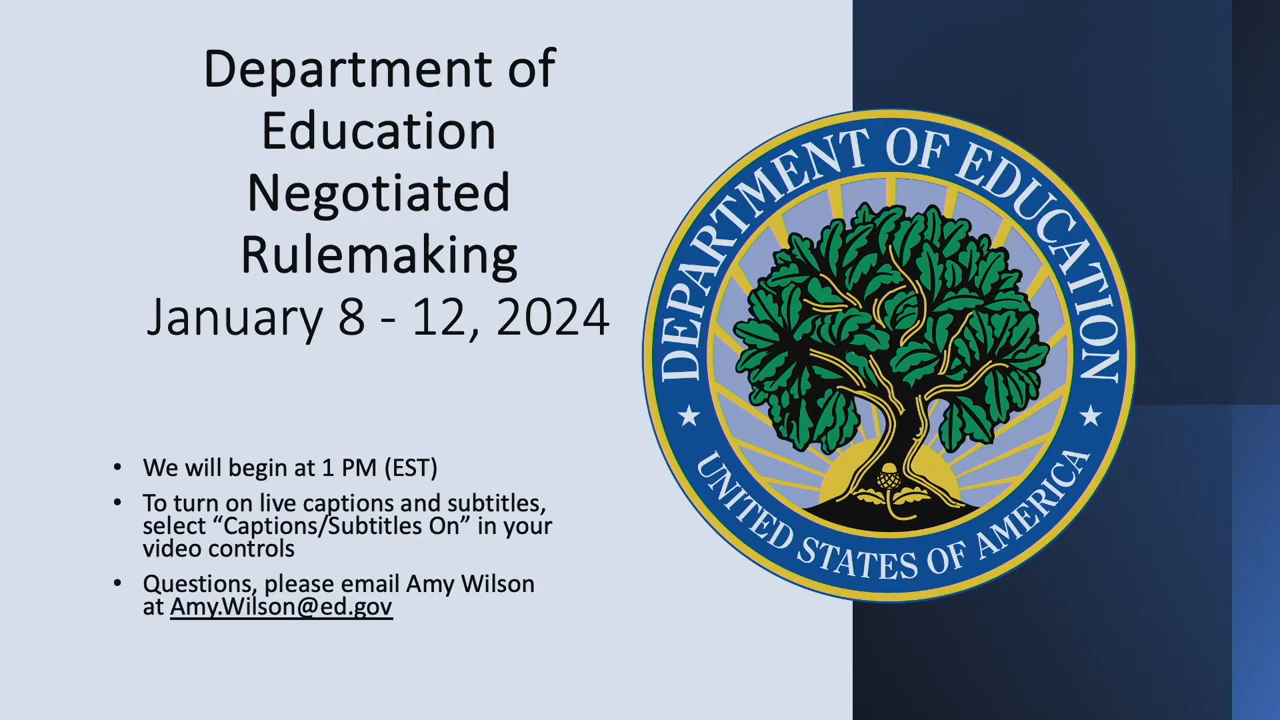 Department of
Education
Negotiated
Rulemaking
January 8 - 12, 2024
• We will begin at 1 PM (EST)
• To turn on live captions and subtitles,
select “Captions/Subtitles On” in your
video controls
• Questions, please email Amy Wilson
at Amy.Wilson@ed.gov
DEPARTMENT OF EDUCATION
UNITED STATES OF AMERICA